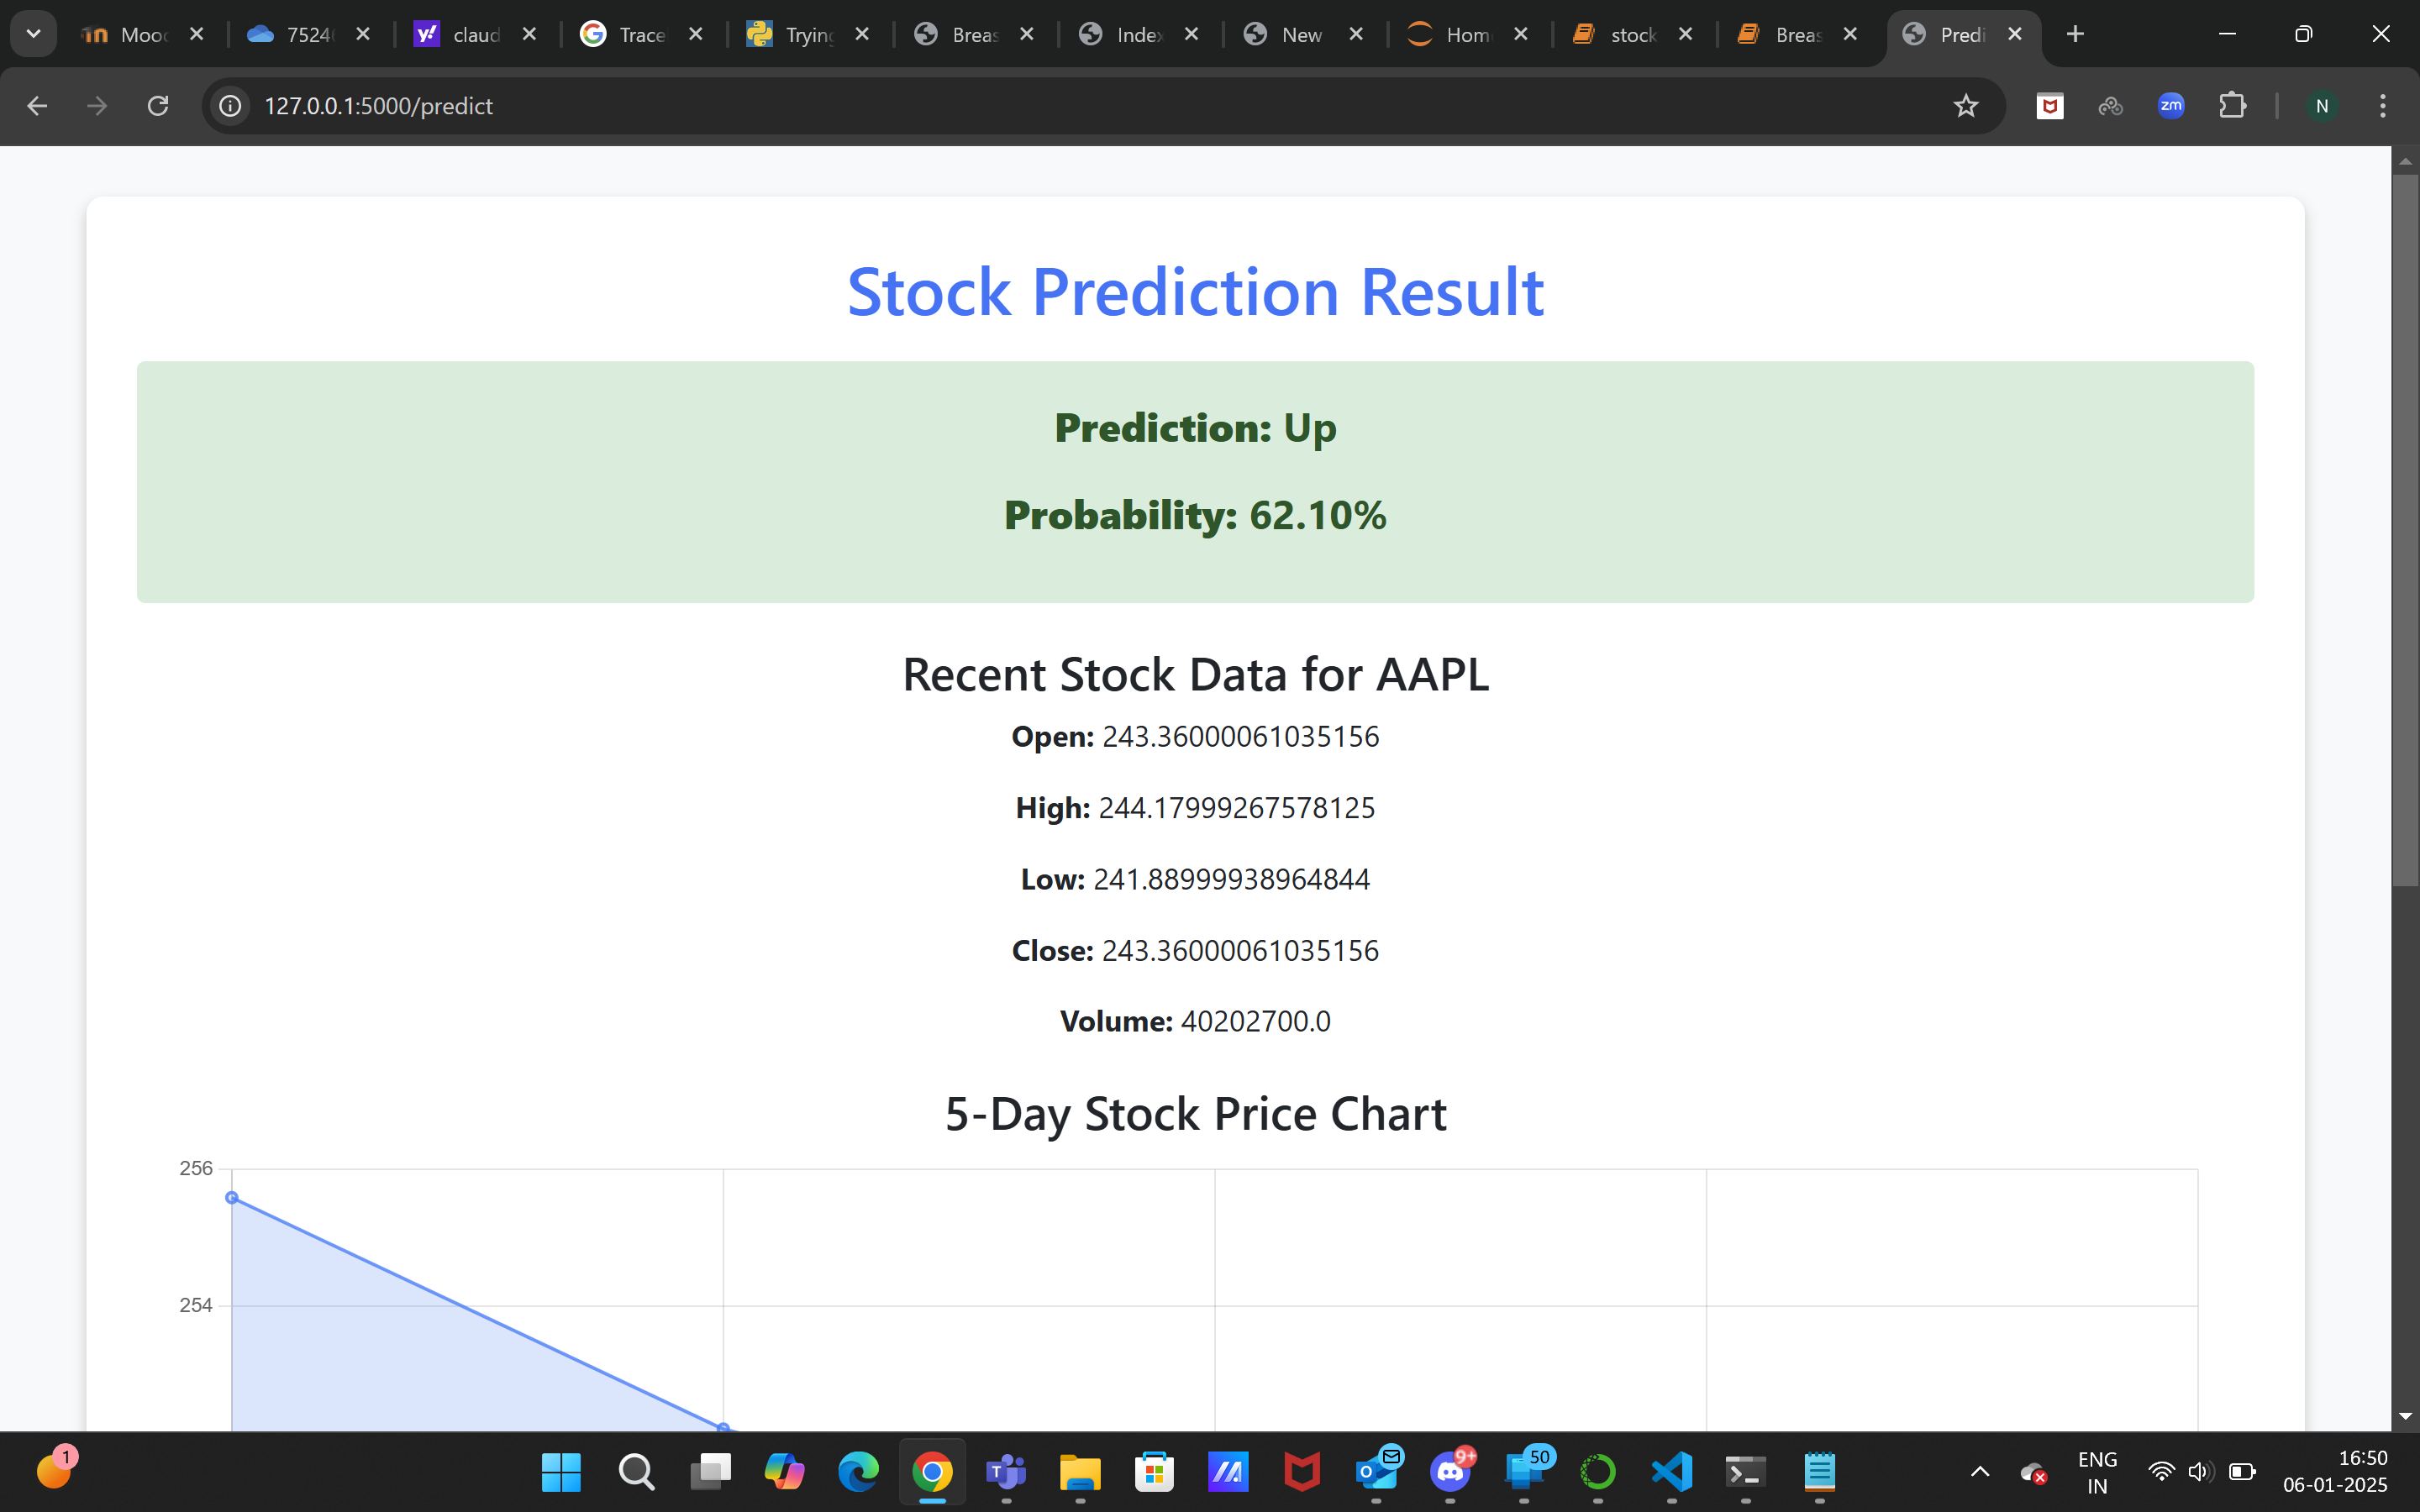 Mood
7524
claud
Trace
Trying
Breas
Index
New
Hom
stock
Breas
Predi
127.0.0.1:5000/predict
zm
N
Stock Prediction Result
Prediction: Up
Probability: 62.10%
Recent Stock Data for AAPL
Open: 243.36000061035156
High: 244.17999267578125
Low: 241.88999938964844
Close: 243.36000061035156
Volume: 40202700.0
5-Day Stock Price Chart
256
254
1
9+
50
ENG
IN
16:50
06-01-2025